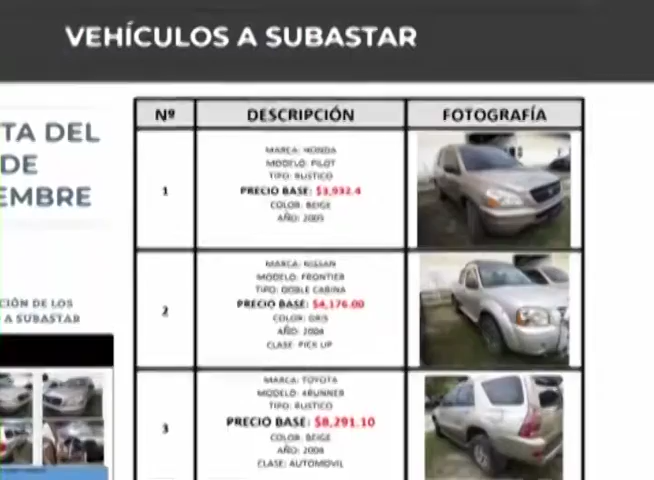 VEHÍCULOS A SUBASTAR
TA DEL
DE
EMBRE
CIÓN DE LOS
A SUBASTAR
Nº DESCRIPCIÓN FOTOGRAFÍA
1
MARCA: HONDA
MODELO: PILOT
TIPO: RUSTICO
PRECIO BASE: $3,932.4
COLOR: BEIGE
AÑO: 2005
2
MARCA: NISSAN
MODELO: FRONTIER
TIPO: DOBLE CABINA
PRECIO BASE: $4,176.00
COLOR: GRIS
AÑO: 2004
CLASE: PICK UP
3
MARCA: TOYOTA
MODELO: 4RUNNER
TIPO: RUSTICO
PRECIO BASE: $8,291.10
COLOR: BEIGE
AÑO: 2004
CLASE: AUTOMOVIL